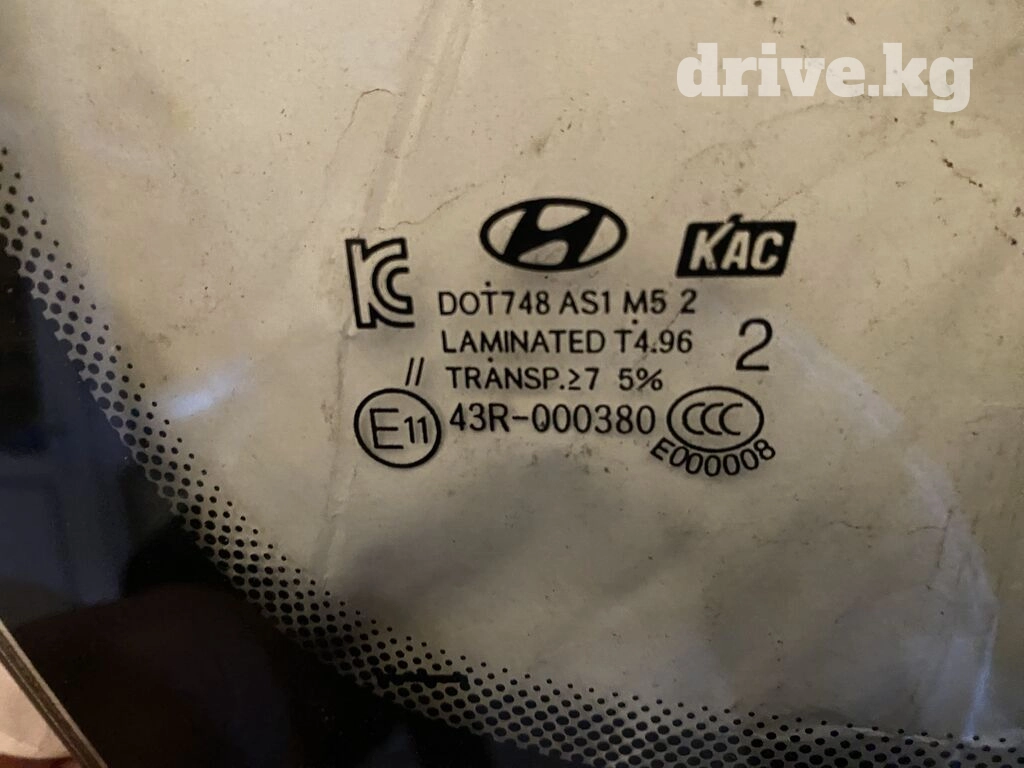 drive.kg
KC
KAC
DOT748 AS1 M5 2
LAMINATED T4.96
2
// TRANSP.≥7 5%
E11 43R-000380 CCC
E000008